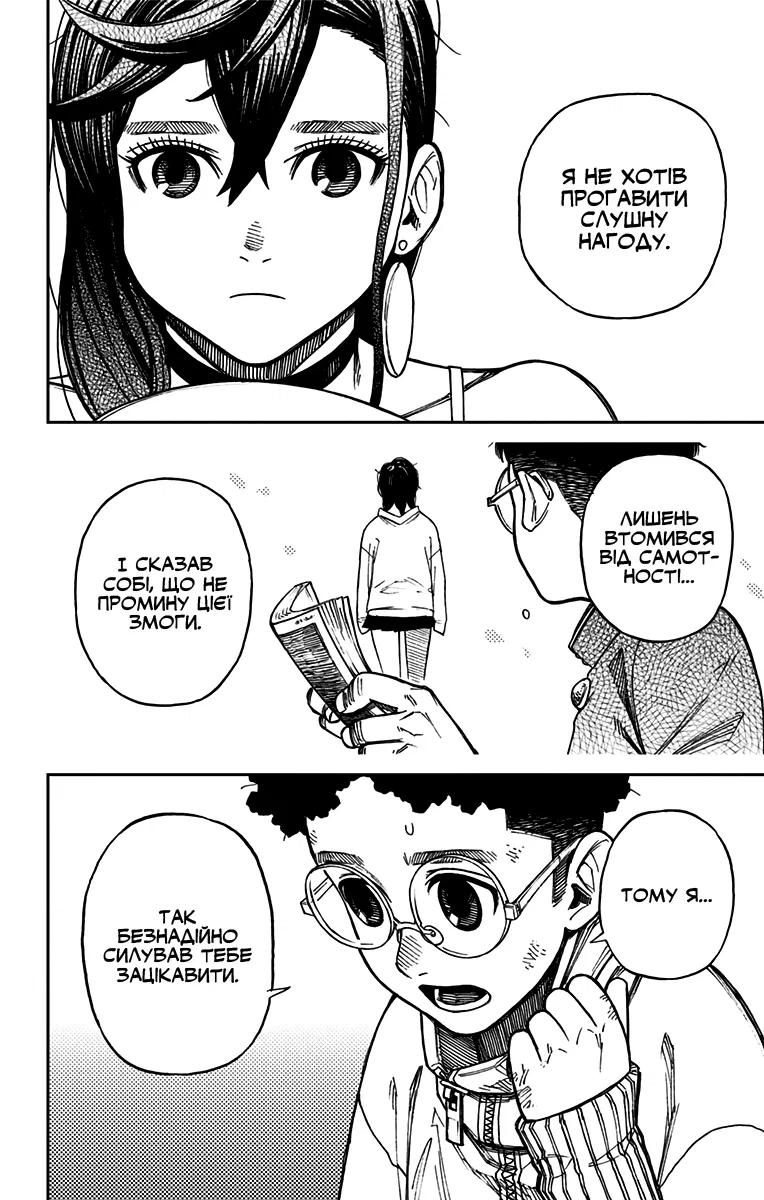 Я НЕ ХОТІВ
ПРОҐАВИТИ
СЛУШНУ
НАГОДУ.
ЛИШЕНЬ
ВТОМИВСЯ
ВІД САМОТ-
НОСТІ...
І СКАЗАВ
СОБІ, ЩО НЕ
ПРОМИНУ ЦІЄЇ
ЗМОГИ.
ТОМУ Я...
ТАК
БЕЗНАДІЙНО
СИЛУВАВ ТЕБЕ
ЗАЦІКАВИТИ.